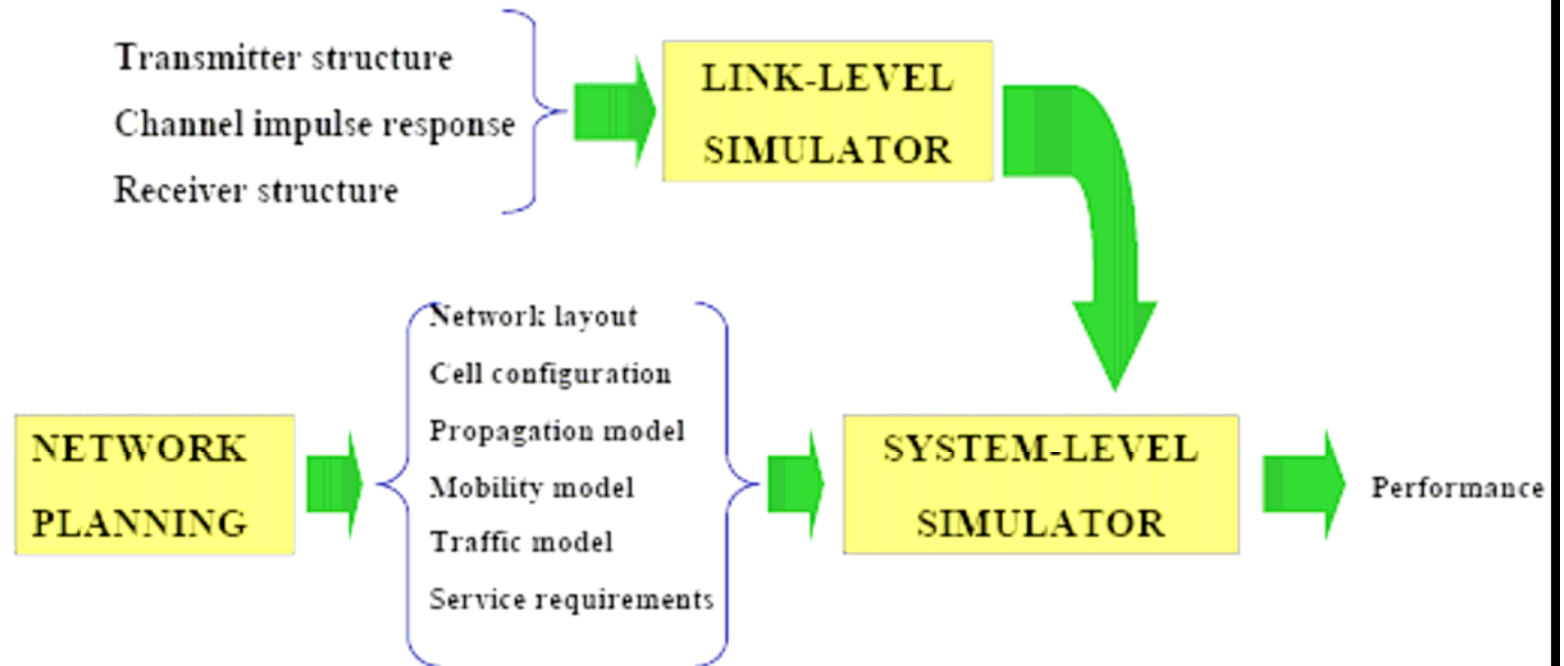 Transmitter structure
Channel impulse response
Receiver structure
LINK-LEVEL
SIMULATOR
NETWORK
PLANNING
Network layout
Cell configuration
Propagation model
Mobility model
Traffic model
Service requirements
SYSTEM-LEVEL
SIMULATOR
Performance